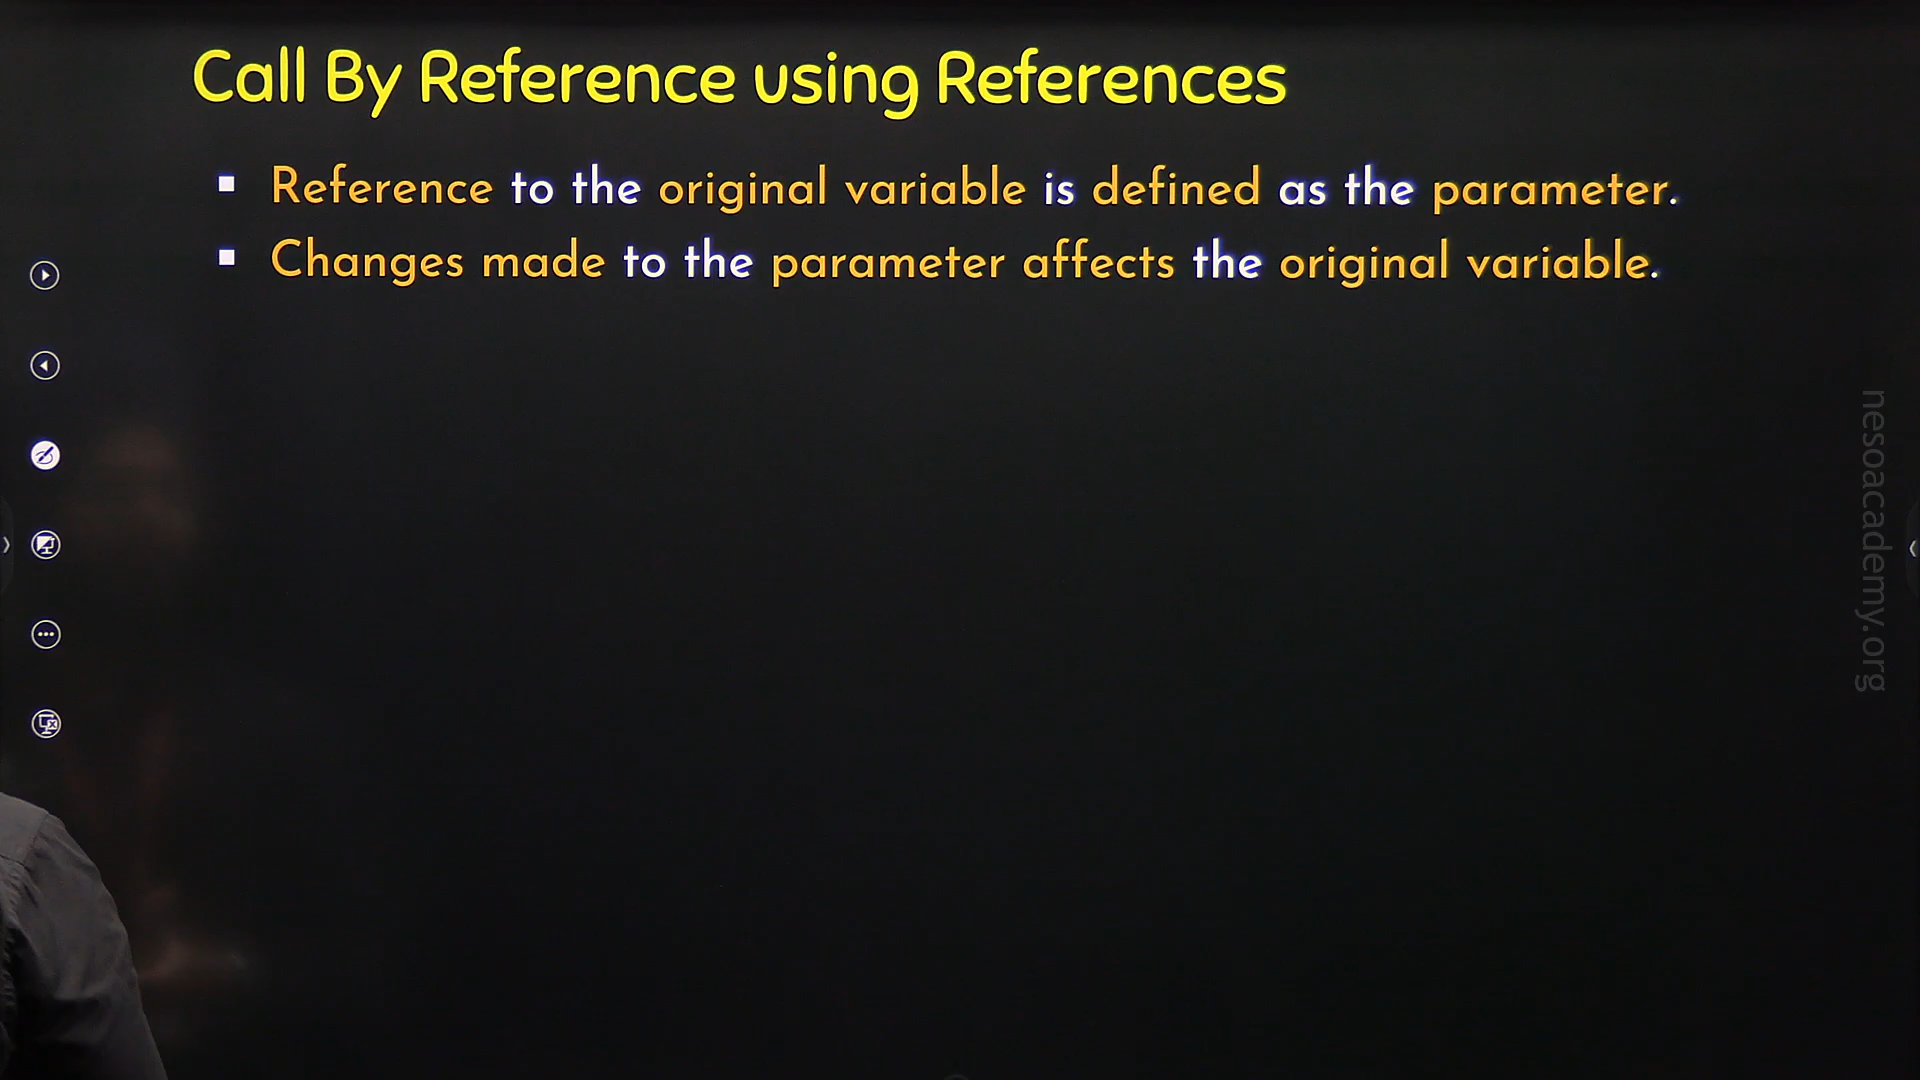 Call By Reference using References
▪ Reference to the original variable is defined as the parameter.
▪ Changes made to the parameter affects the original variable.
nesoacademy.org